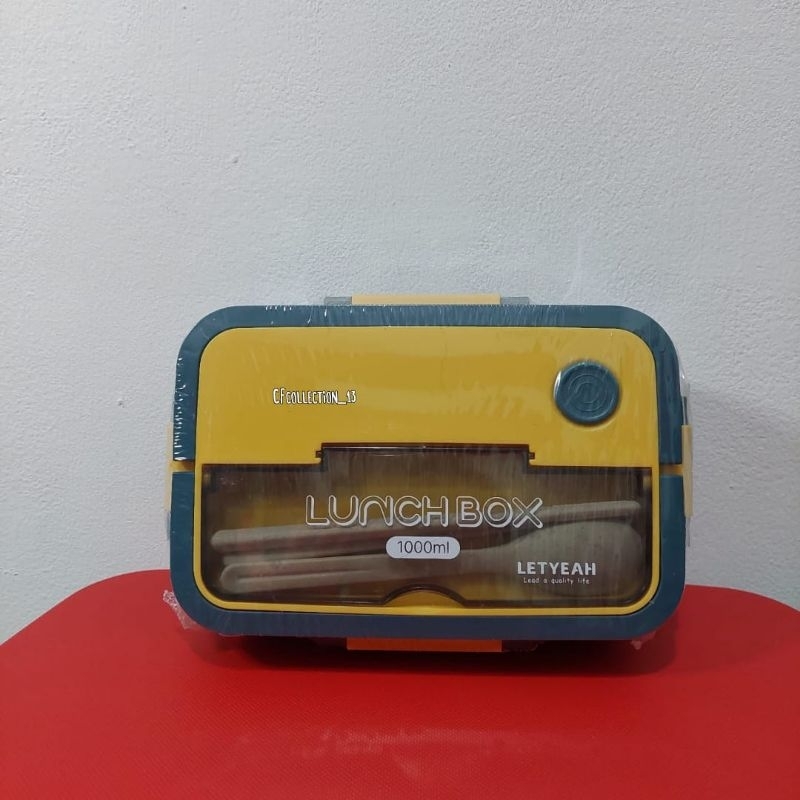 CFCOLLECTiON_13
LUNCH BOX
1000ml
LETYEAH
Lead a quality life